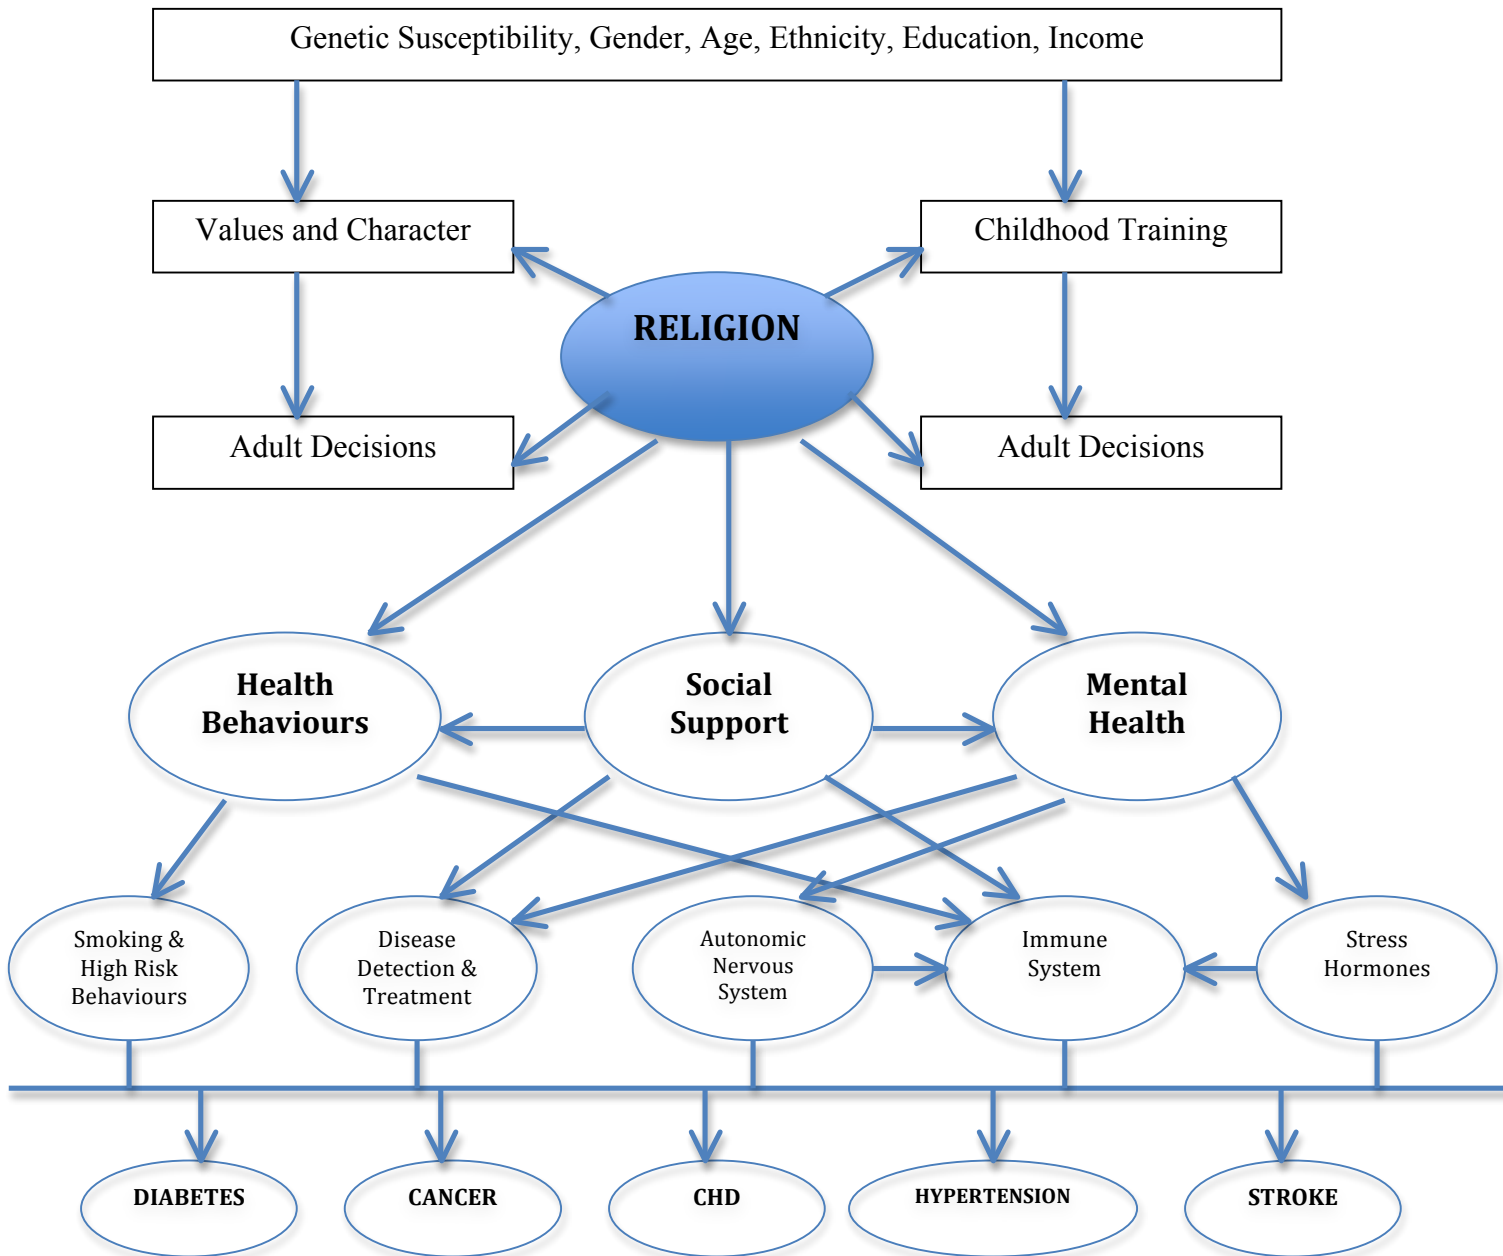 Genetic Susceptibility, Gender, Age, Ethnicity, Education, Income
Values and Character
Childhood Training
RELIGION
Adult Decisions
Adult Decisions
Health
Behaviours
Social
Support
Mental
Health
Smoking &
High Risk
Behaviours
Disease
Detection &
Treatment
Autonomic
Nervous
System
Immune
System
Stress
Hormones
DIABETES
CANCER
CHD
HYPERTENSION
STROKE